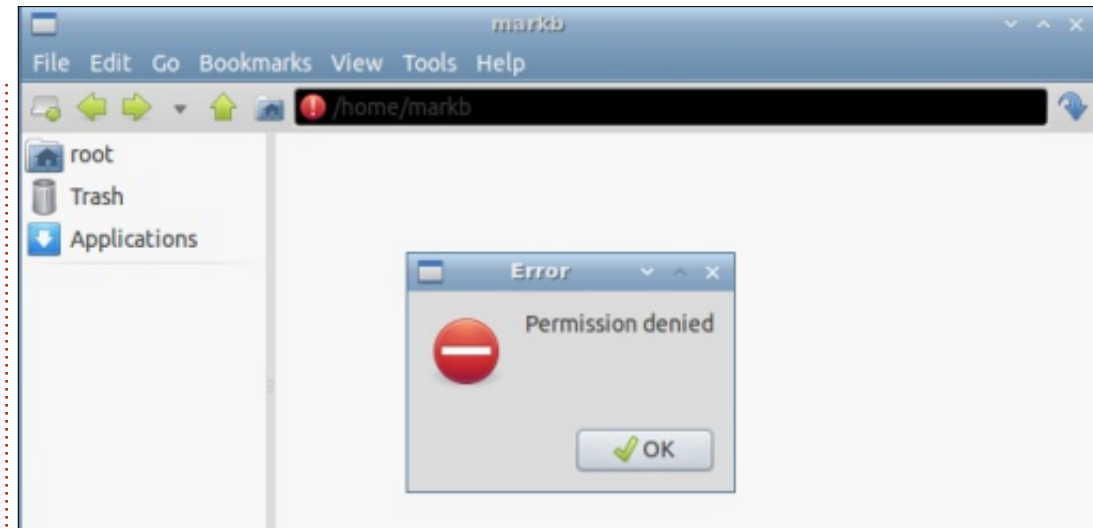 markb
File Edit Go Bookmarks View Tools Help
/home/markb
root
Trash
Applications
Error
Permission denied
OK